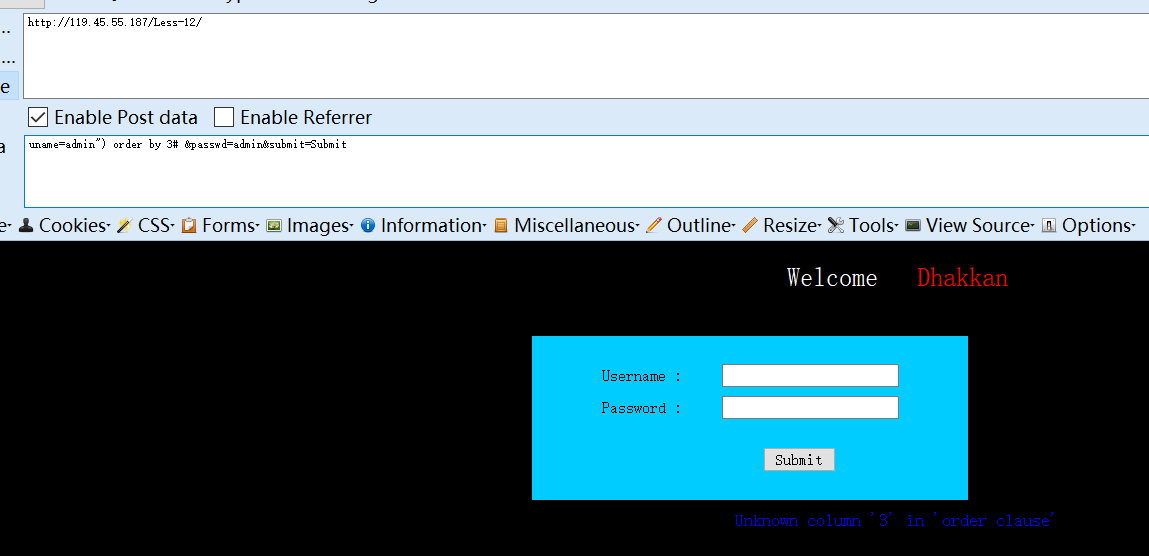 http://119.45.55.187/Less-12/
e
Enable Post data Enable Referrer
a
uname=admin") order by 3# &passwd=admin&submit=Submit
e Cookies CSS Forms Images Information Miscellaneous Outline Resize Tools View Source Options
Welcome Dhakkan
Username :
Password :
Submit
Unknown column '3' in 'order clause'